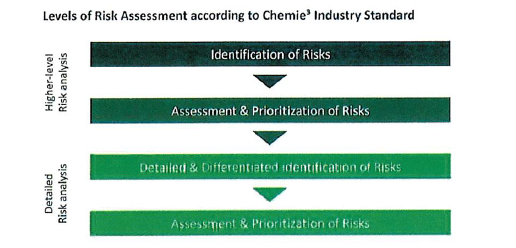 Levels of Risk Assessment according to Chemie³ Industry Standard
Higher-level
Risk analysis
Identification of Risks
Assessment & Prioritization of Risks
Detailed
Risk analysis
Detailed & Differentiated Identification of Risks
Assessment & Prioritization of Risks